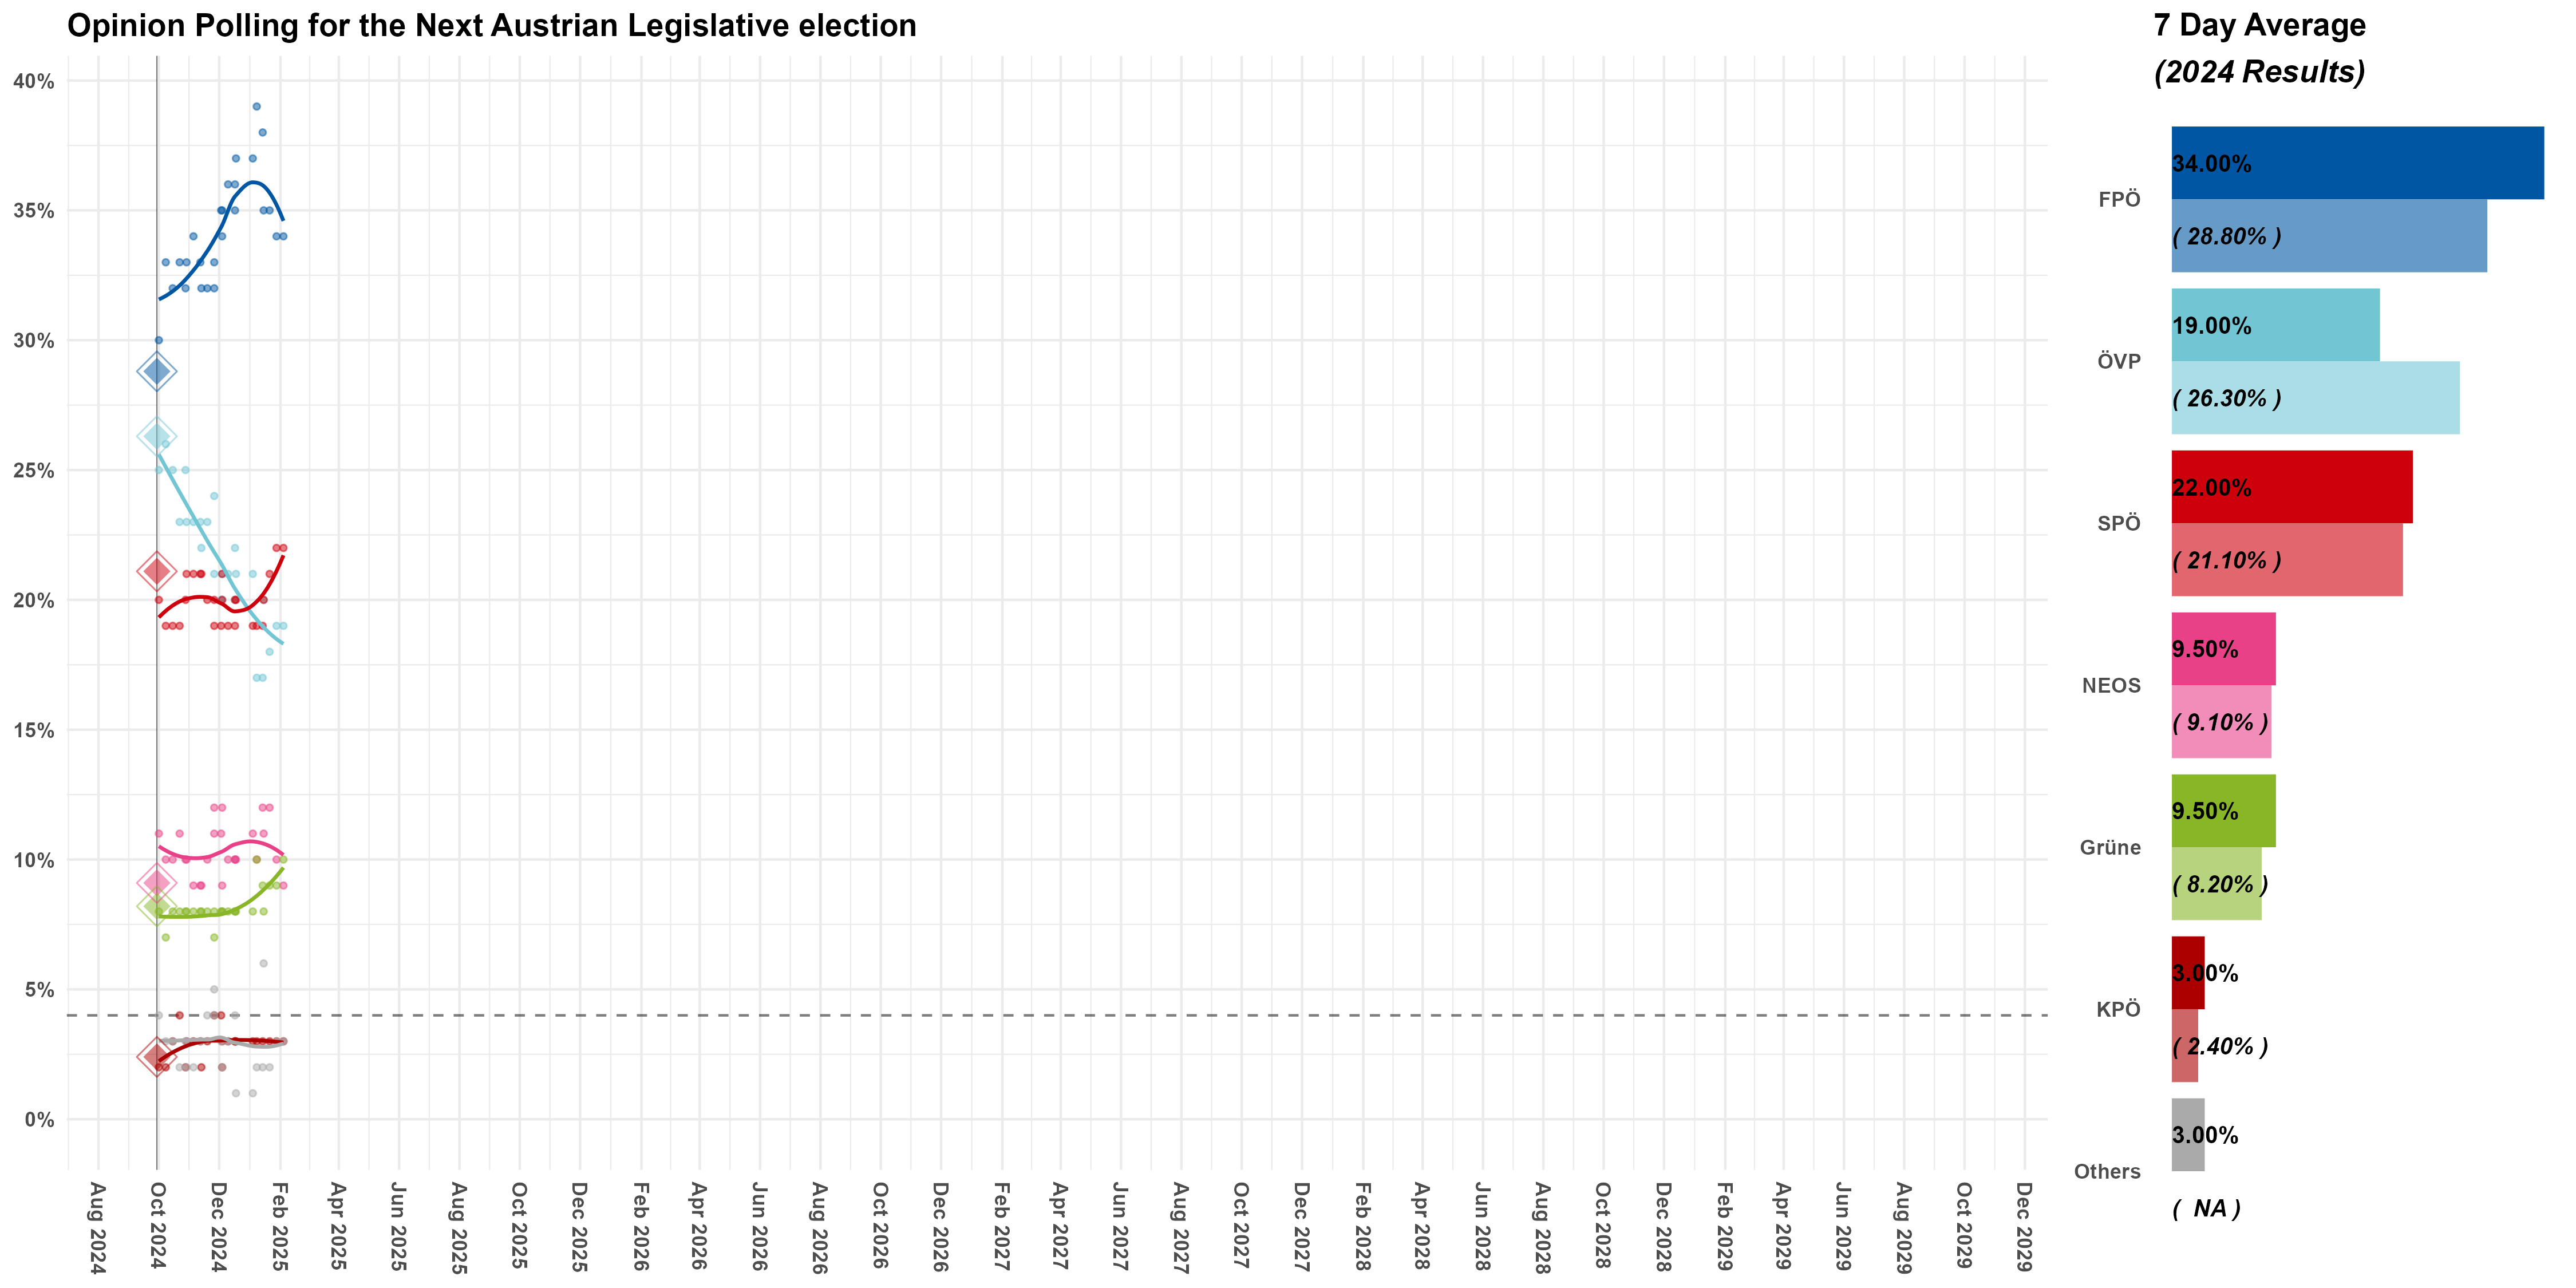 Opinion Polling for the Next Austrian Legislative election
40%
35%
30%
25%
20%
15%
10%
5%
0%
Aug 2024
Oct 2024
Dec 2024
Feb 2025
Apr 2025
Jun 2025
Aug 2025
Oct 2025
Dec 2025
Feb 2026
Apr 2026
Jun 2026
Aug 2026
Oct 2026
Dec 2026
Feb 2027
Apr 2027
Jun 2027
Aug 2027
Oct 2027
Dec 2027
Feb 2028
Apr 2028
Jun 2028
Aug 2028
Oct 2028
Dec 2028
Feb 2029
Apr 2029
Jun 2029
Aug 2029
Oct 2029
Dec 2029
7 Day Average
(2024 Results)
FPÖ
34.00%
( 28.80% )
ÖVP
19.00%
( 26.30% )
SPÖ
22.00%
( 21.10% )
NEOS
9.50%
( 9.10% )
Grüne
9.50%
( 8.20% )
KPÖ
3.00%
( 2.40% )
Others
3.00%
( NA )